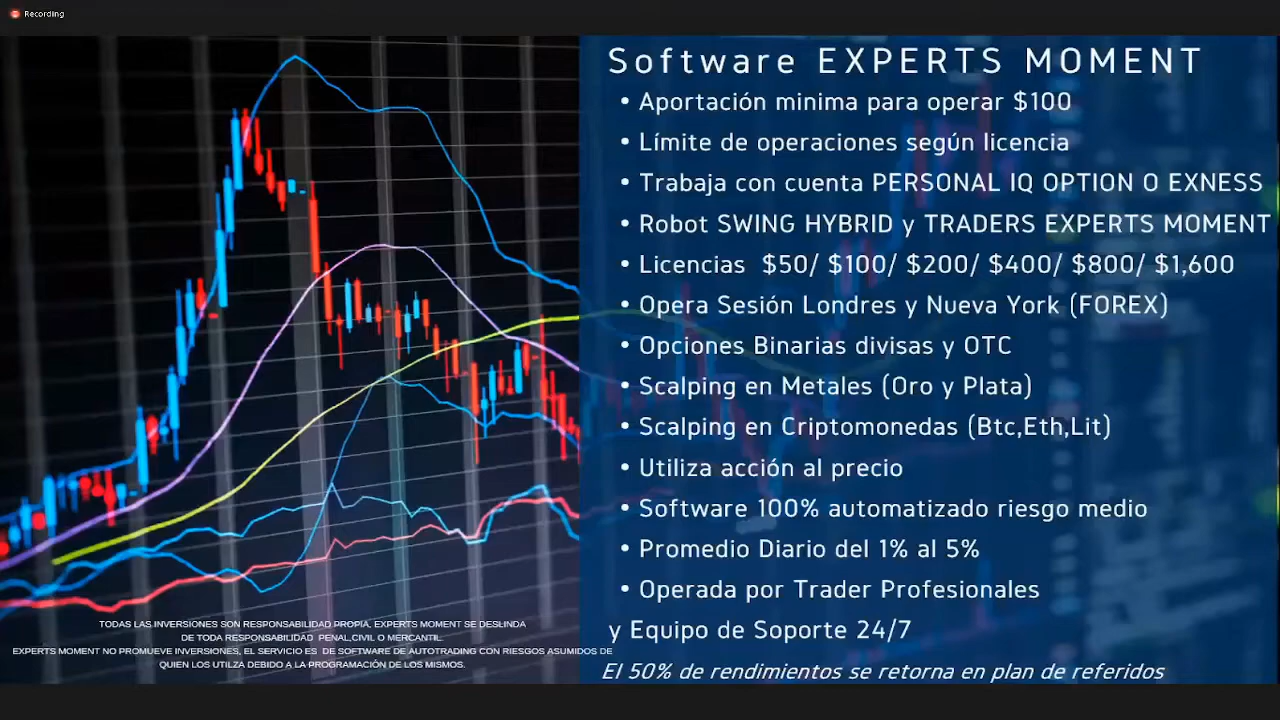 Recording
Software EXPERTS MOMENT
• Aportación minima para operar $100
• Límite de operaciones según licencia
• Trabaja con cuenta PERSONAL IQ OPTION O EXNESS
• Robot SWING HYBRID y TRADERS EXPERTS MOMENT
• Licencias $50/ $100/ $200/ $400/ $800/ $1,600
• Opera Sesión Londres y Nueva York (FOREX)
• Opciones Binarias divisas y OTC
• Scalping en Metales (Oro y Plata)
• Scalping en Criptomonedas (Btc,Eth,Lit)
• Utiliza acción al precio
• Software 100% automatizado riesgo medio
• Promedio Diario del 1% al 5%
• Operada por Trader Profesionales
y Equipo de Soporte 24/7
El 50% de rendimientos se retorna en plan de referidos
TODAS LAS INVERSIONES SON RESPONSABILIDAD PROPIA, EXPERTS MOMENT SE DESLINDA
DE TODA RESPONSABILIDAD PENAL,CIVIL O MERCANTIL.
EXPERTS MOMENT NO PROMUEVE INVERSIONES, EL SERVICIO ES DE SOFTWARE DE AUTOTRADING CON RIESGOS ASUMIDOS DE
QUIEN LOS UTILZA DEBIDO A LA PROGRAMACIÓN DE LOS MISMOS.